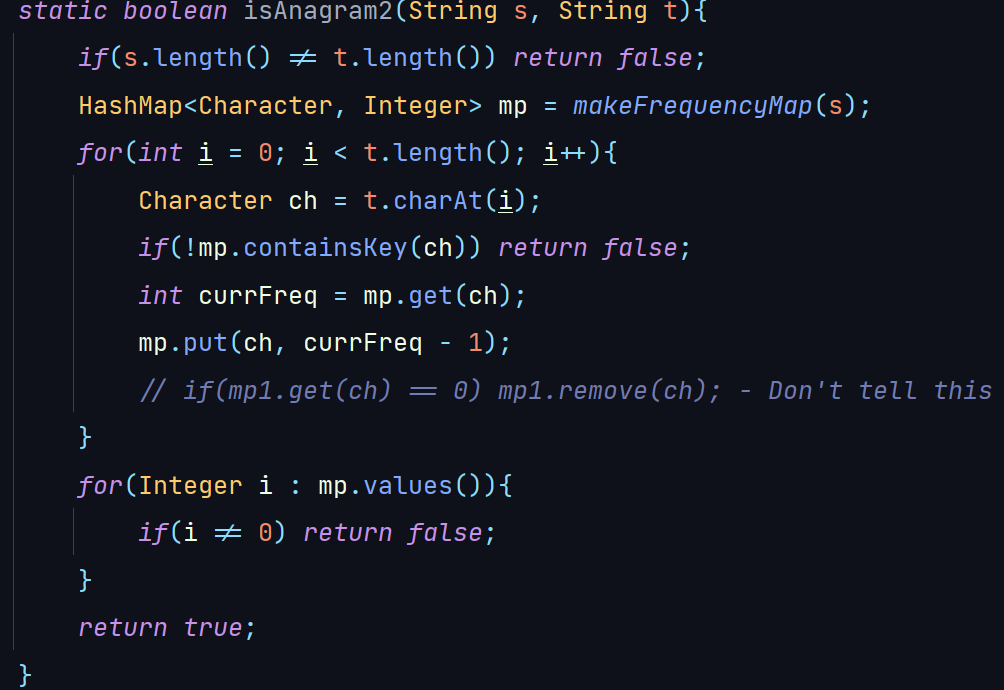 static boolean isAnagram2(String s, String t){
    if(s.length() != t.length()) return false;
    HashMap<Character, Integer> mp = makeFrequencyMap(s);
    for(int i = 0; i < t.length(); i++){
        Character ch = t.charAt(i);
        if(!mp.containsKey(ch)) return false;
        int currFreq = mp.get(ch);
        mp.put(ch, currFreq - 1);
        // if(mp1.get(ch) == 0) mp1.remove(ch); - Don't tell this
    }
    for(Integer i : mp.values()){
        if(i != 0) return false;
    }
    return true;
}